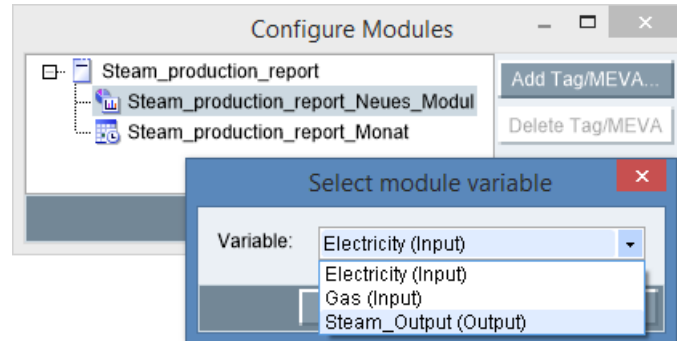 Configure Modules
Steam_production_report
Add Tag/MEVA...
Steam_production_report_Neues_Modul
Delete Tag/MEVA
Steam_production_report_Monat
Select module variable
Variable:
Electricity (Input)
Electricity (Input)
Gas (Input)
Steam_Output (Output)